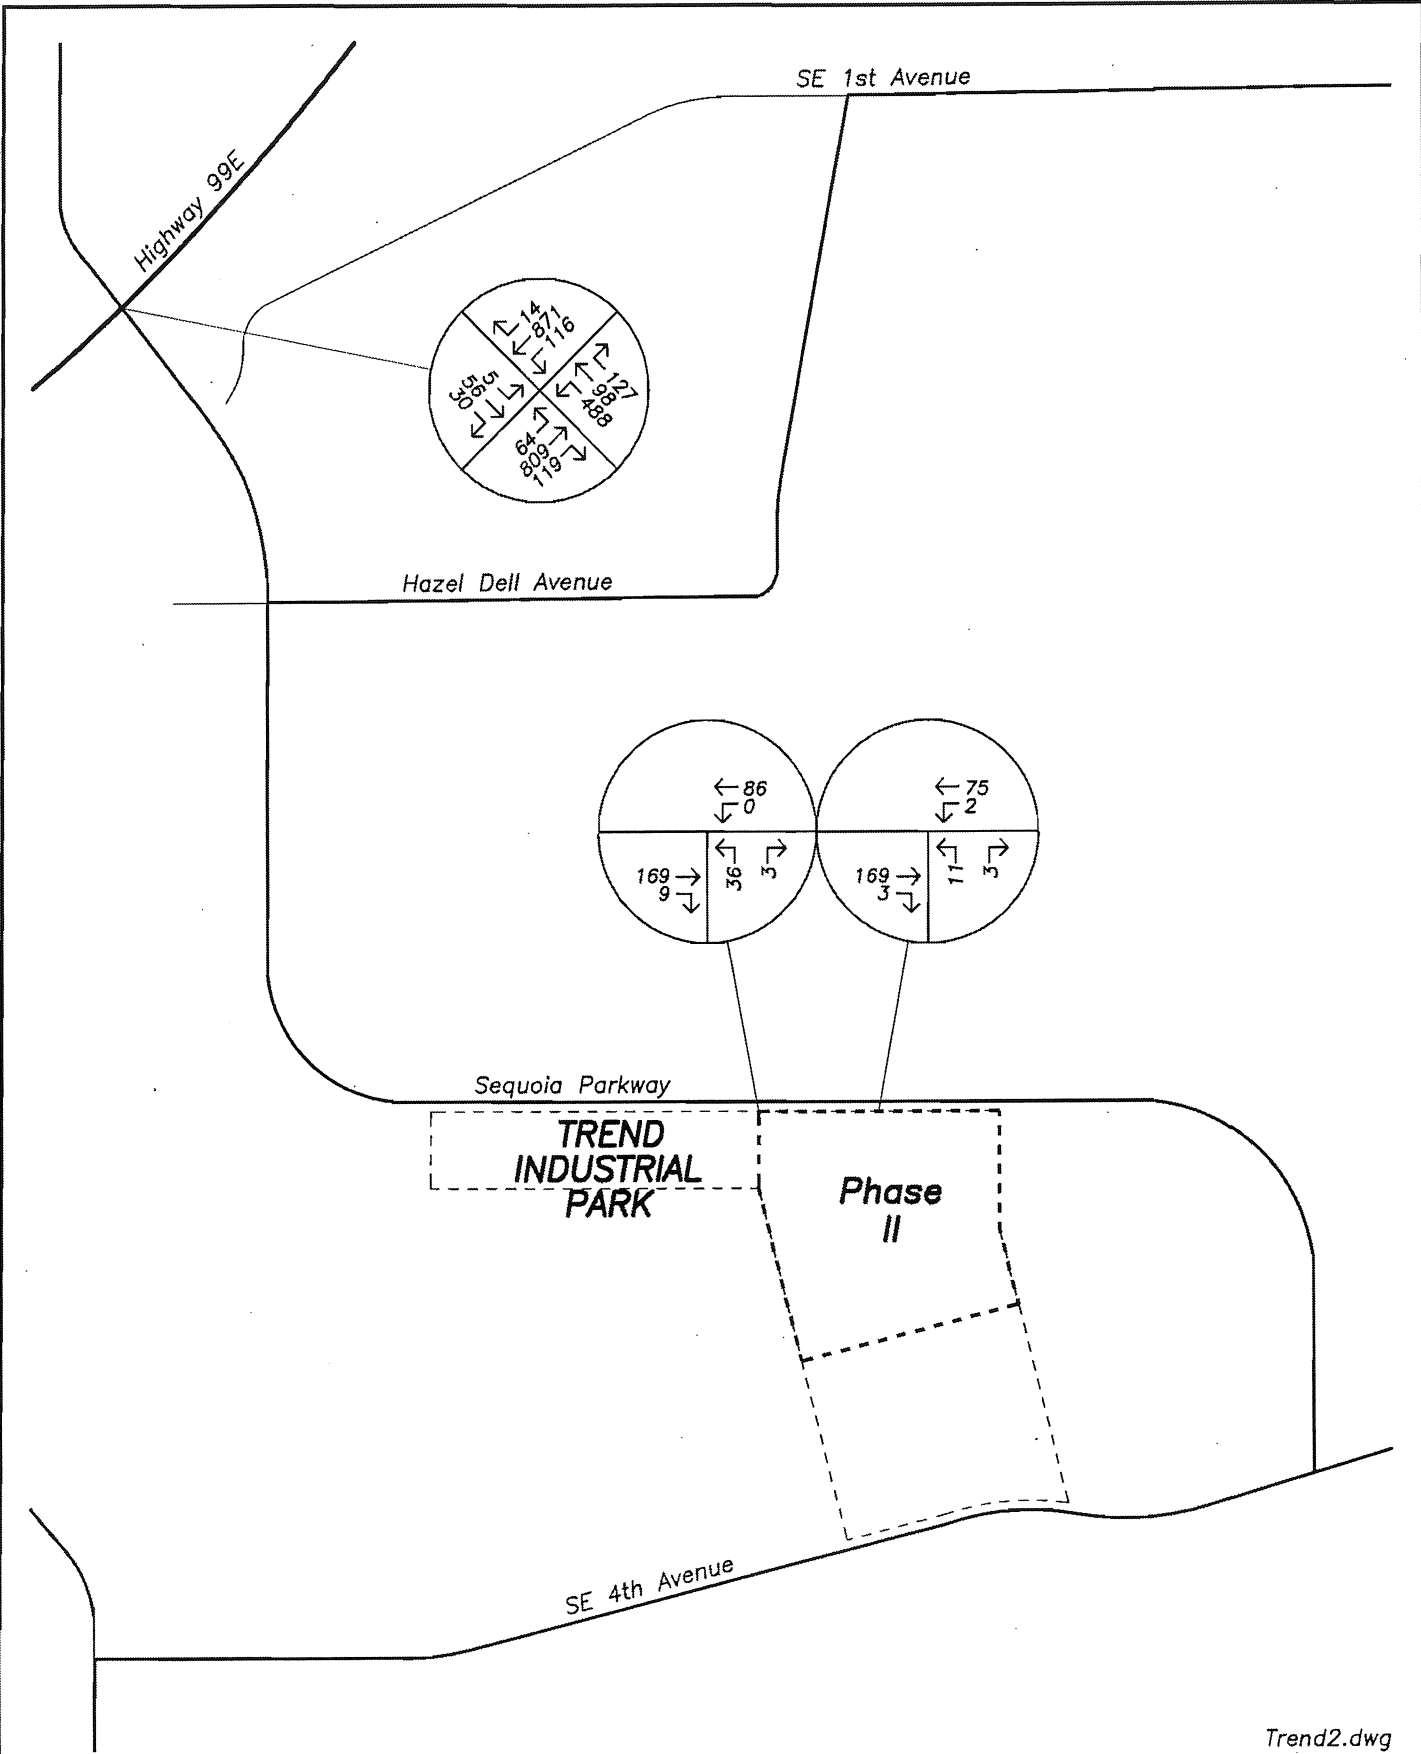 SE 1st Avenue
Highway 99E
14
871
116
5
56
30
127
98
488
64
809
119
Hazel Dell Avenue
86
0
169
9
36
3
75
2
169
3
11
3
Sequoia Parkway
TREND
INDUSTRIAL
PARK
Phase
II
SE 4th Avenue
Trend2.dwg